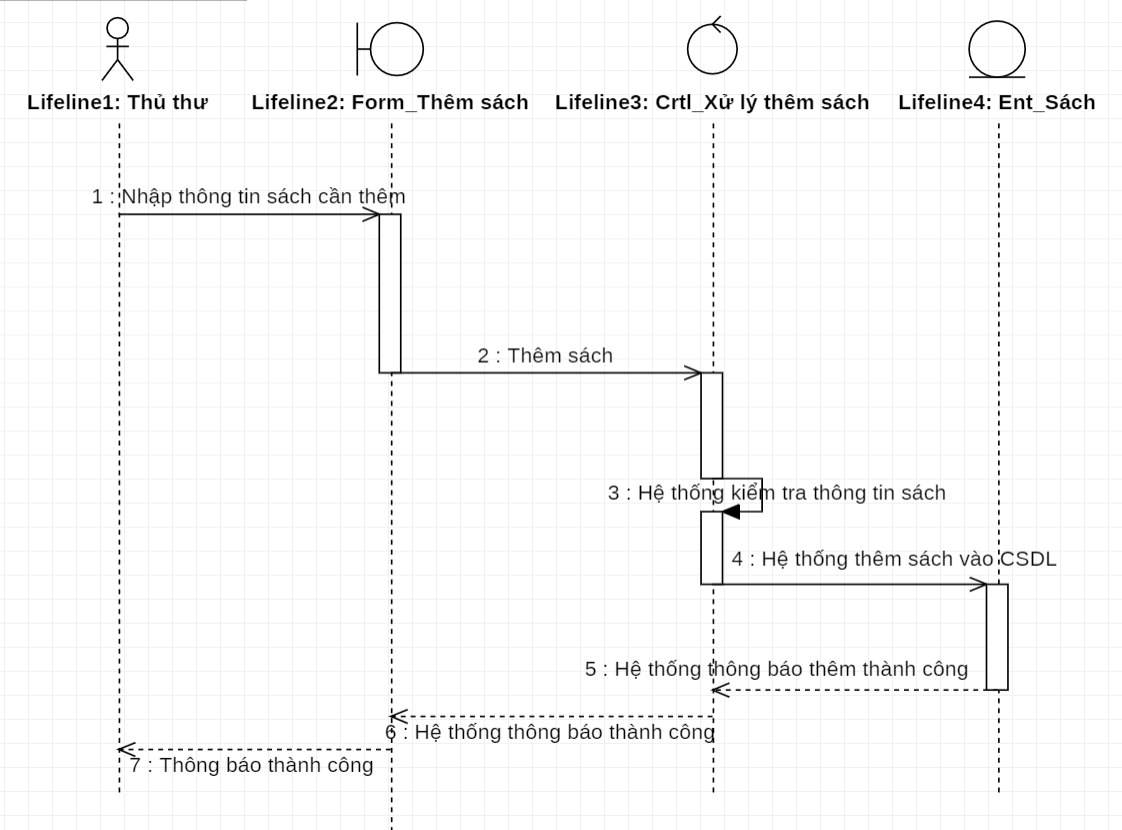 Lifeline1: Thủ thư
Lifeline2: Form_Thêm sách
Lifeline3: Crtl_Xử lý thêm sách
Lifeline4: Ent_Sách
1 : Nhập thông tin sách cần thêm
2 : Thêm sách
3 : Hệ thống kiểm tra thông tin sách
4 : Hệ thống thêm sách vào CSDL
5 : Hệ thống thông báo thêm thành công
6 : Hệ thống thông báo thành công
7 : Thông báo thành công